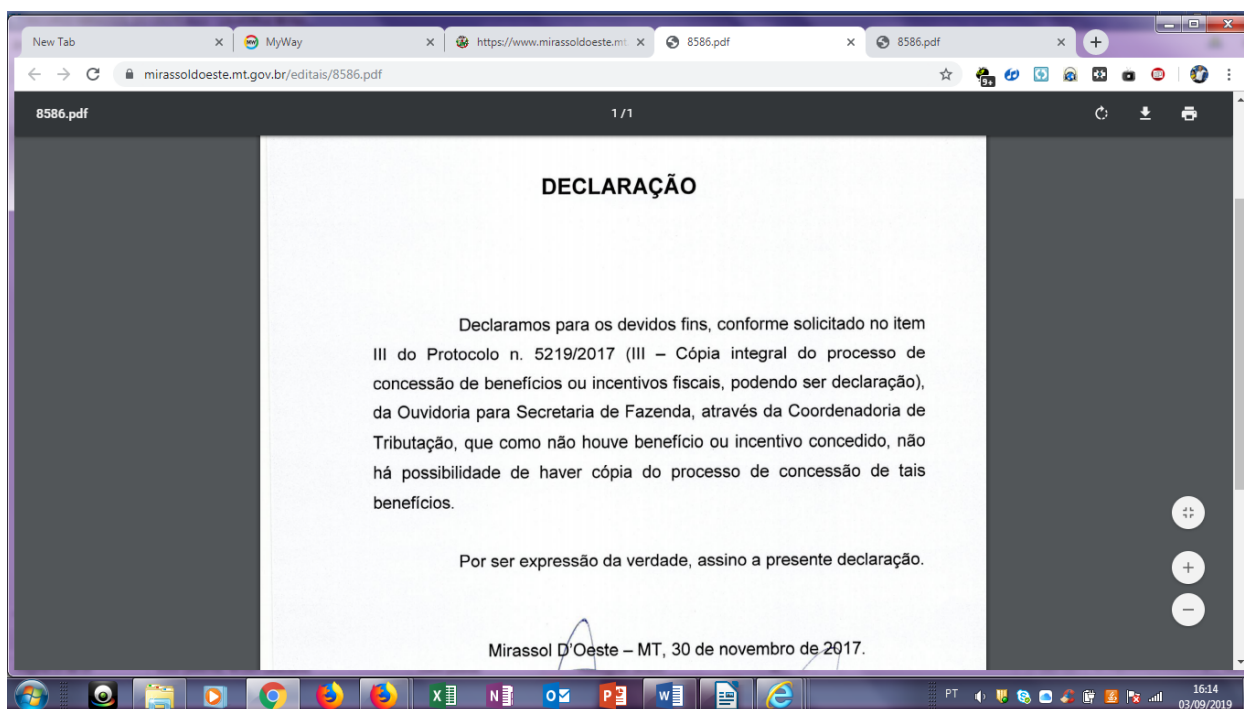 New Tab
MyWay
https://www.mirassoldoeste.mt
8586.pdf
8586.pdf
mirassoldoeste.mt.gov.br/editais/8586.pdf
9+
8586.pdf
1 / 1
DECLARAÇÃO
Declaramos para os devidos fins, conforme solicitado no item
III do Protocolo n. 5219/2017 (III – Cópia integral do processo de
concessão de benefícios ou incentivos fiscais, podendo ser declaração),
da Ouvidoria para Secretaria de Fazenda, através da Coordenadoria de
Tributação, que como não houve benefício ou incentivo concedido, não
há possibilidade de haver cópia do processo de concessão de tais
benefícios.
Por ser expressão da verdade, assino a presente declaração.
Mirassol D'Oeste – MT, 30 de novembro de 2017.
PT
16:14
03/09/2019